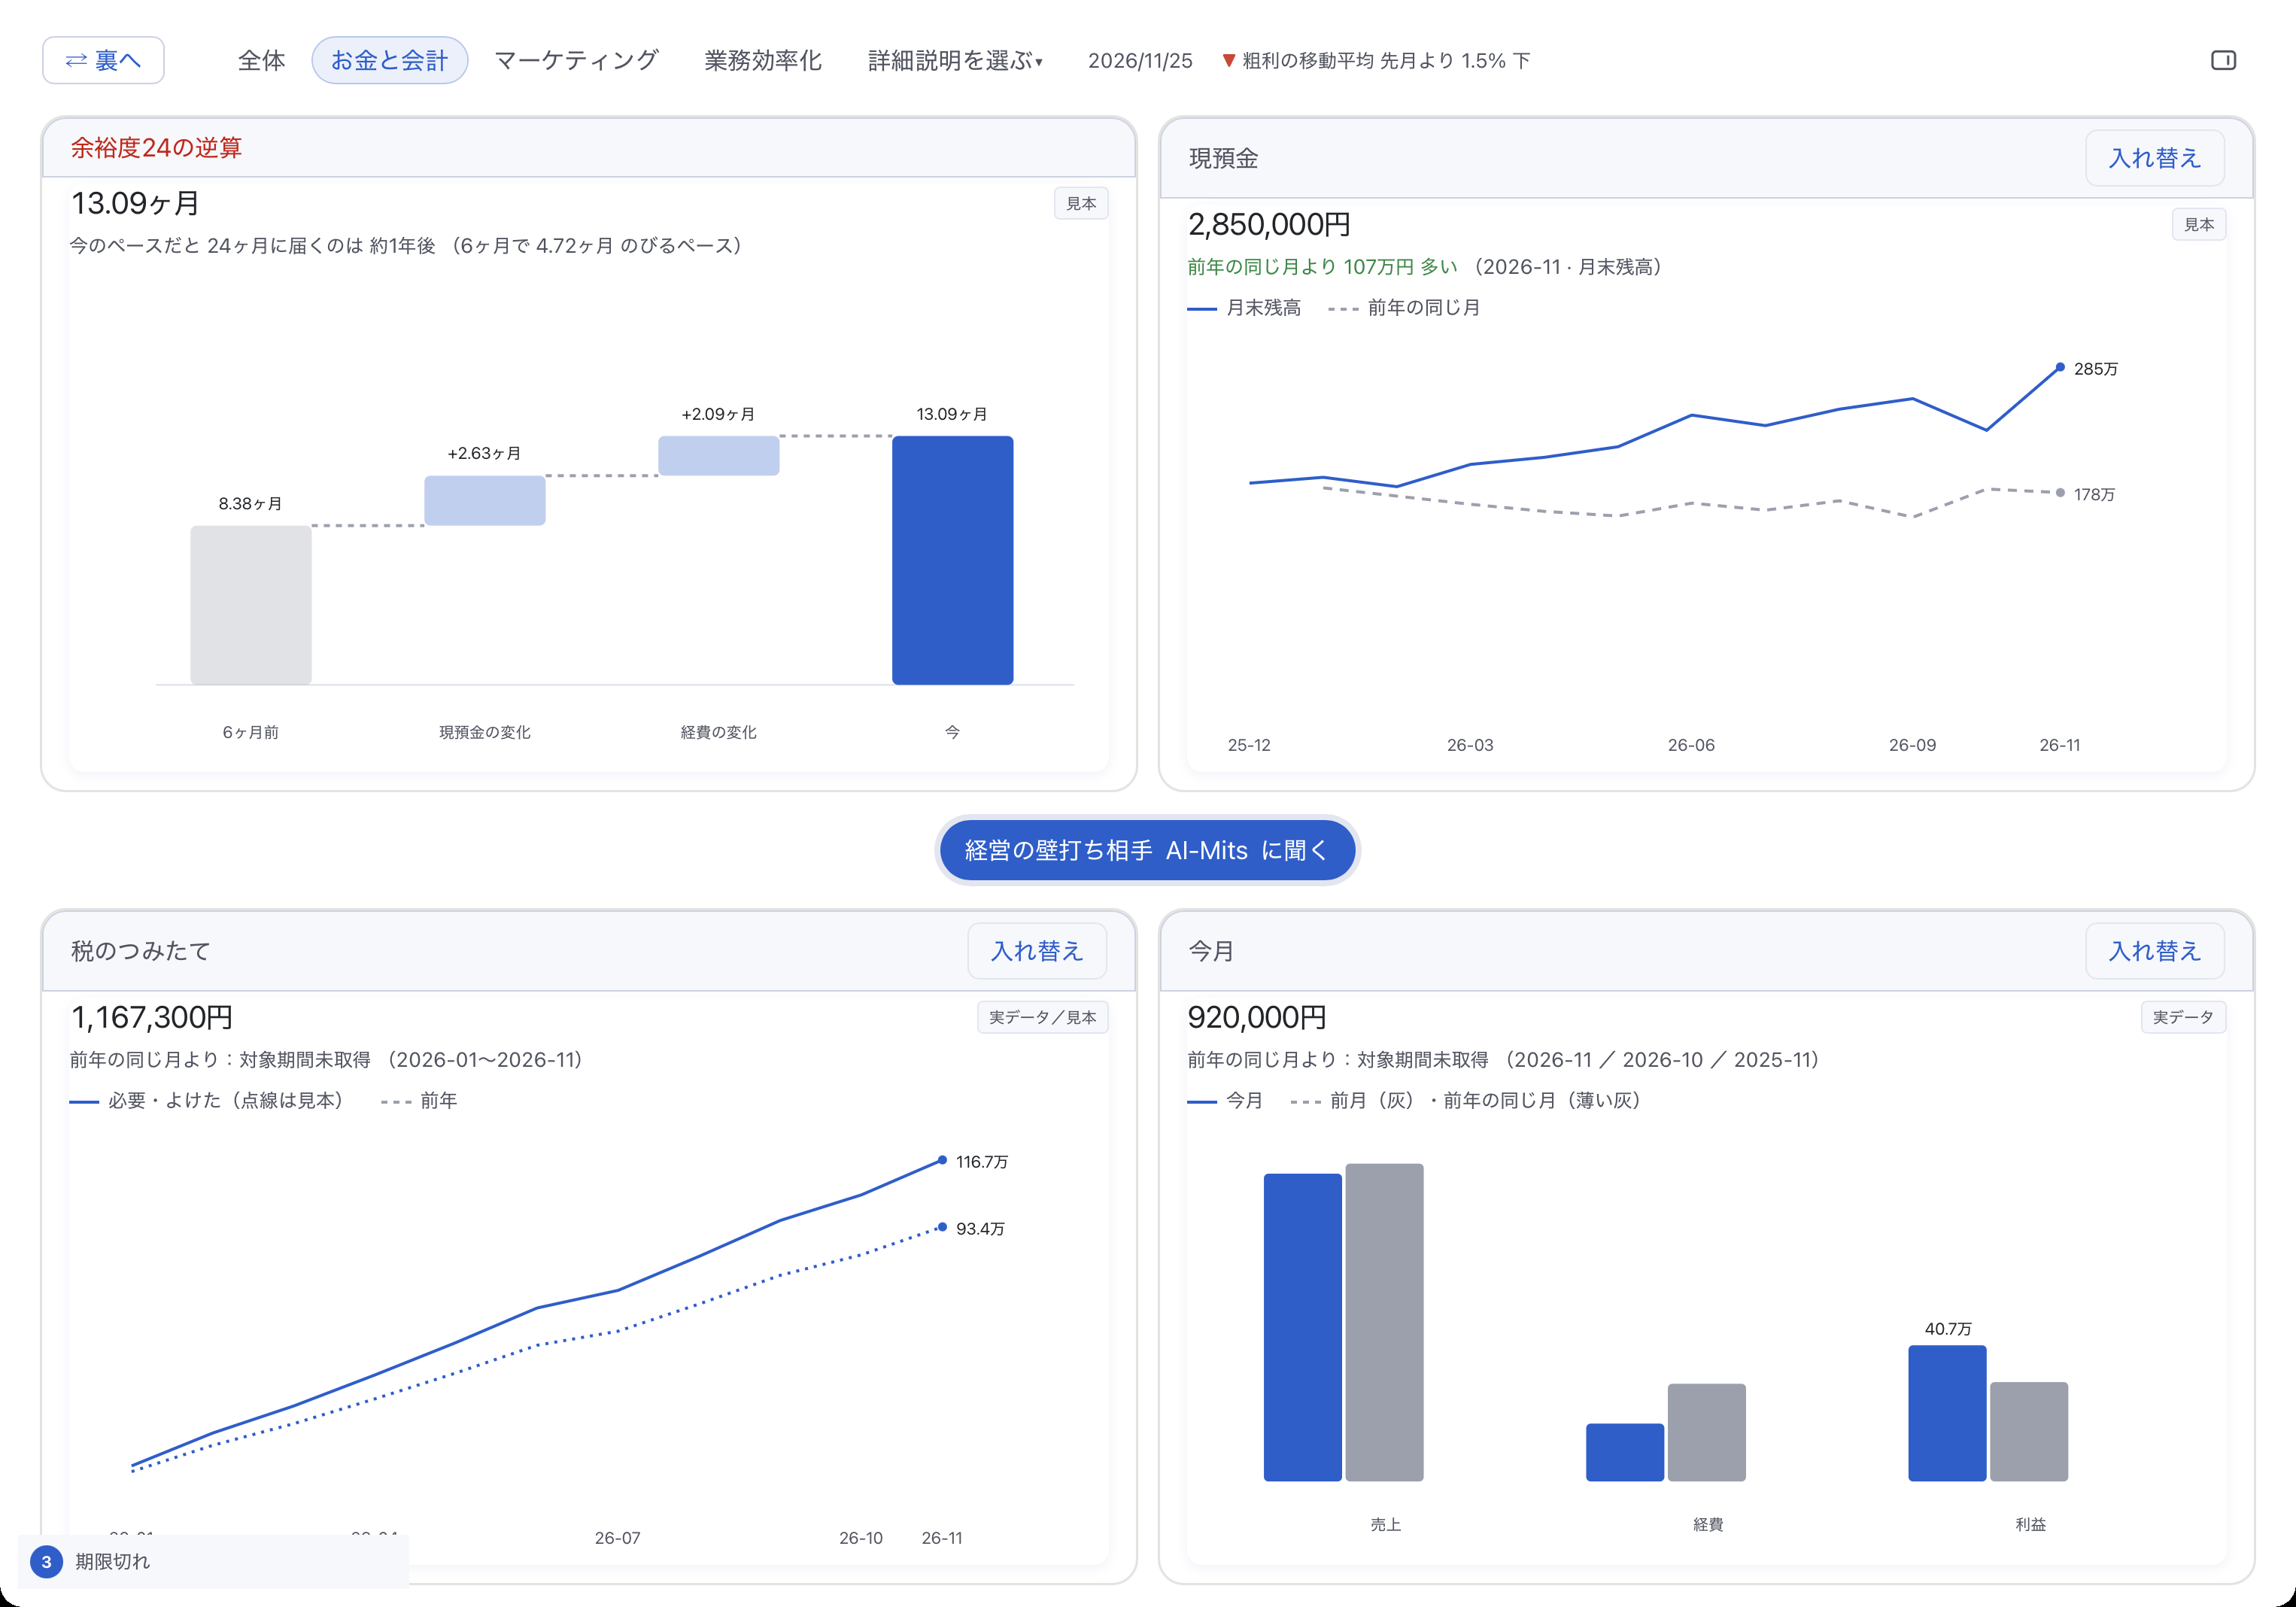 ⇄ 裏へ
全体
お金と会計
マーケティング
業務効率化
詳細説明を選ぶ▾
2026/11/25
▼ 粗利の移動平均 先月より 1.5% 下
余裕度24の逆算
13.09ヶ月
見本
今のペースだと 24ヶ月に届くのは 約1年後 （6ヶ月で 4.72ヶ月 のびるペース）
8.38ヶ月
+2.63ヶ月
+2.09ヶ月
13.09ヶ月
6ヶ月前
現預金の変化
経費の変化
今
現預金
入れ替え
2,850,000円
見本
前年の同じ月より 107万円 多い （2026-11 · 月末残高）
月末残高
前年の同じ月
285万
178万
25-12
26-03
26-06
26-09
26-11
経営の壁打ち相手 AI-Mits に聞く
税のつみたて
入れ替え
1,167,300円
実データ／見本
前年の同じ月より：対象期間未取得 （2026-01〜2026-11）
必要・よけた（点線は見本）
前年
116.7万
93.4万
26-07
26-10
26-11
3 期限切れ
今月
入れ替え
920,000円
実データ
前年の同じ月より：対象期間未取得 （2026-11 ／ 2026-10 ／ 2025-11）
今月
前月（灰）・前年の同じ月（薄い灰）
40.7万
売上
経費
利益